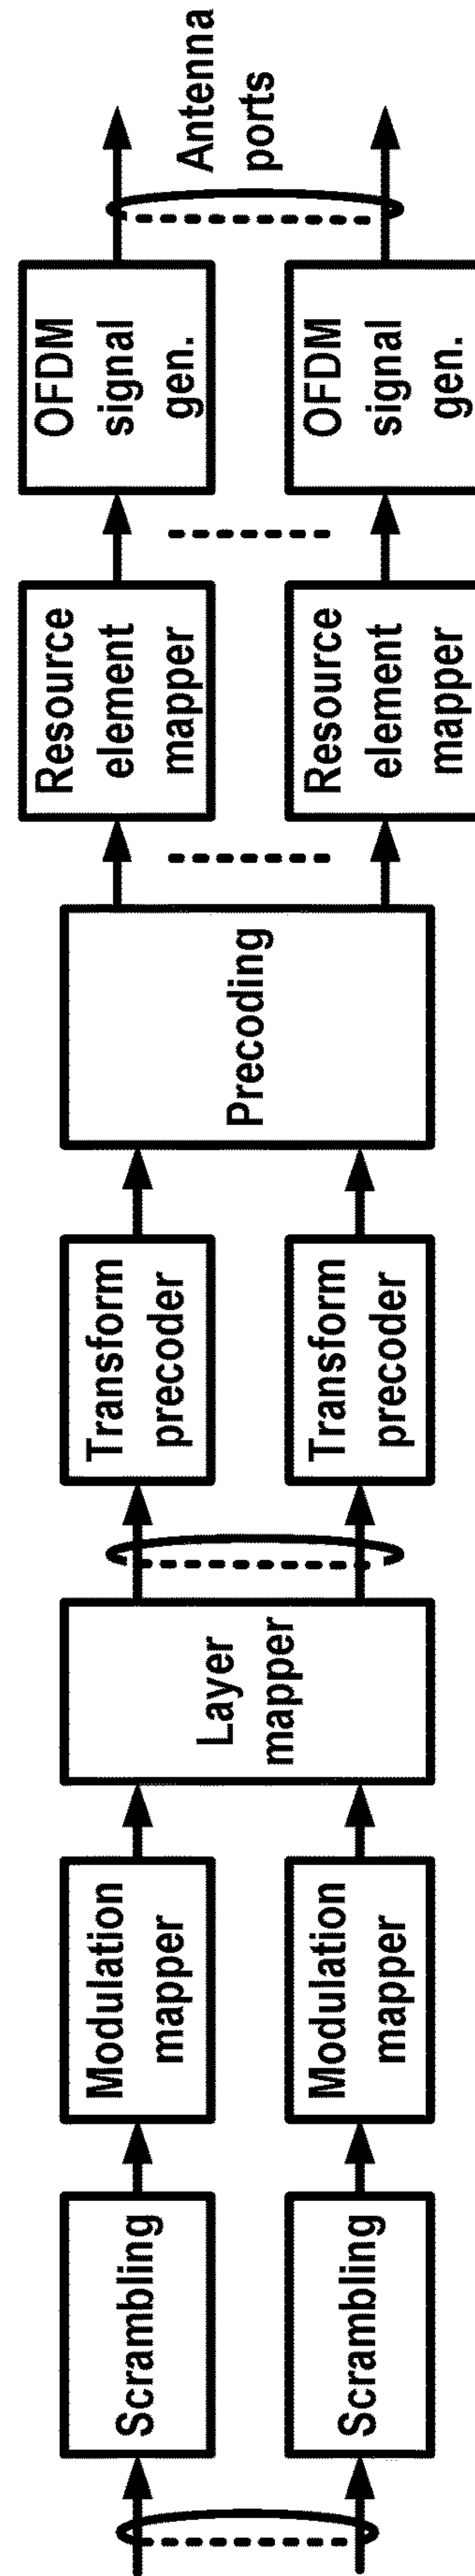 Scrambling
Modulation
mapper
Layer
mapper
Transform
precoder
Precoding
Resource
element
mapper
OFDM
signal
gen.
Antenna
ports
Scrambling
Modulation
mapper
Transform
precoder
Resource
element
mapper
OFDM
signal
gen.